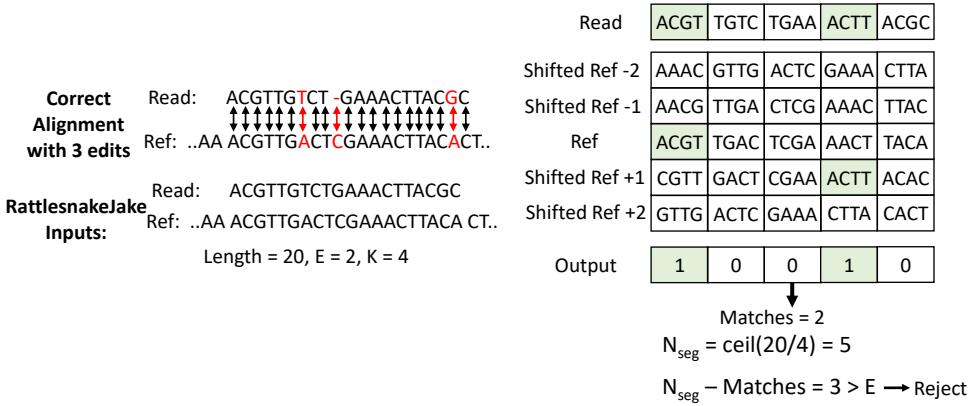 Correct
Alignment
with 3 edits
Read: ACGTTGTCT -GAAACTTACGC
Ref: ..AA ACGTTGACTCGAAACTTACACT..
RattlesnakeJake
Inputs:
Read: ACGTTGTCTGAAACTTACGC
Ref: ..AA ACGTTGACTCGAAACTTACA CT..
Length = 20, E = 2, K = 4
Read ACGT TGTC TGAA ACTT ACGC
Shifted Ref -2 AAAC GTTG ACTC GAAA CTTA
Shifted Ref -1 AACG TTGA CTCG AAAC TTAC
Ref ACGT TGAC TCGA AACT TACA
Shifted Ref +1 CGTT GACT CGAA ACTT ACAC
Shifted Ref +2 GTTG ACTC GAAA CTTA CACT
Output 1 0 0 1 0
Matches = 2
Nseg = ceil(20/4) = 5
Nseg – Matches = 3 > E → Reject